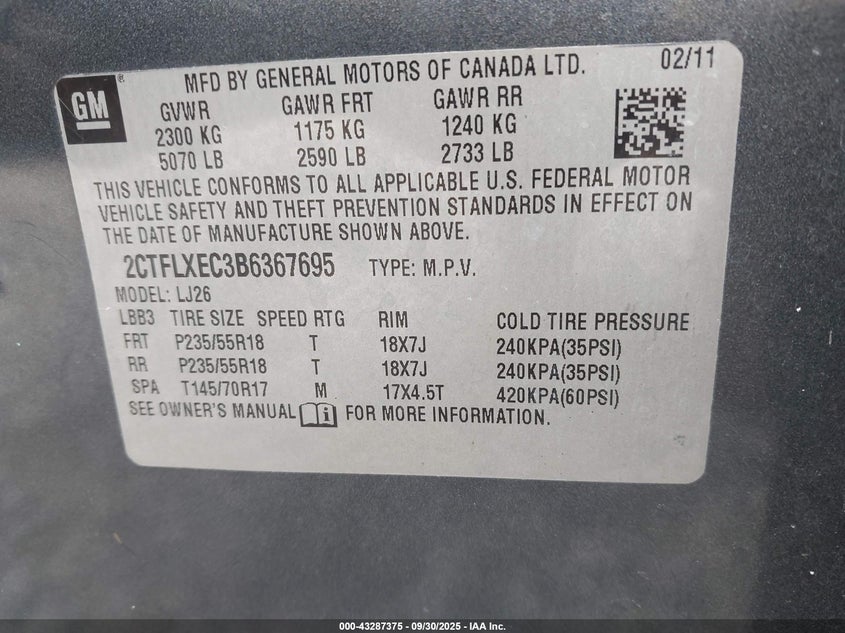 GM
®
MFD BY GENERAL MOTORS OF CANADA LTD. 02/11
GVWR GAWR FRT GAWR RR
2300 KG 1175 KG 1240 KG
5070 LB 2590 LB 2733 LB
THIS VEHICLE CONFORMS TO ALL APPLICABLE U.S. FEDERAL MOTOR
VEHICLE SAFETY AND THEFT PREVENTION STANDARDS IN EFFECT ON
THE DATE OF MANUFACTURE SHOWN ABOVE.
2CTFLXEC3B6367695 TYPE: M.P.V.
MODEL: LJ26
LBB3 TIRE SIZE SPEED RTG RIM COLD TIRE PRESSURE
FRT P235/55R18 T 18X7J 240KPA(35PSI)
RR P235/55R18 T 18X7J 240KPA(35PSI)
SPA T145/70R17 M 17X4.5T 420KPA(60PSI)
SEE OWNER'S MANUAL i FOR MORE INFORMATION.
000-43287375 - 09/30/2025 - IAA Inc.